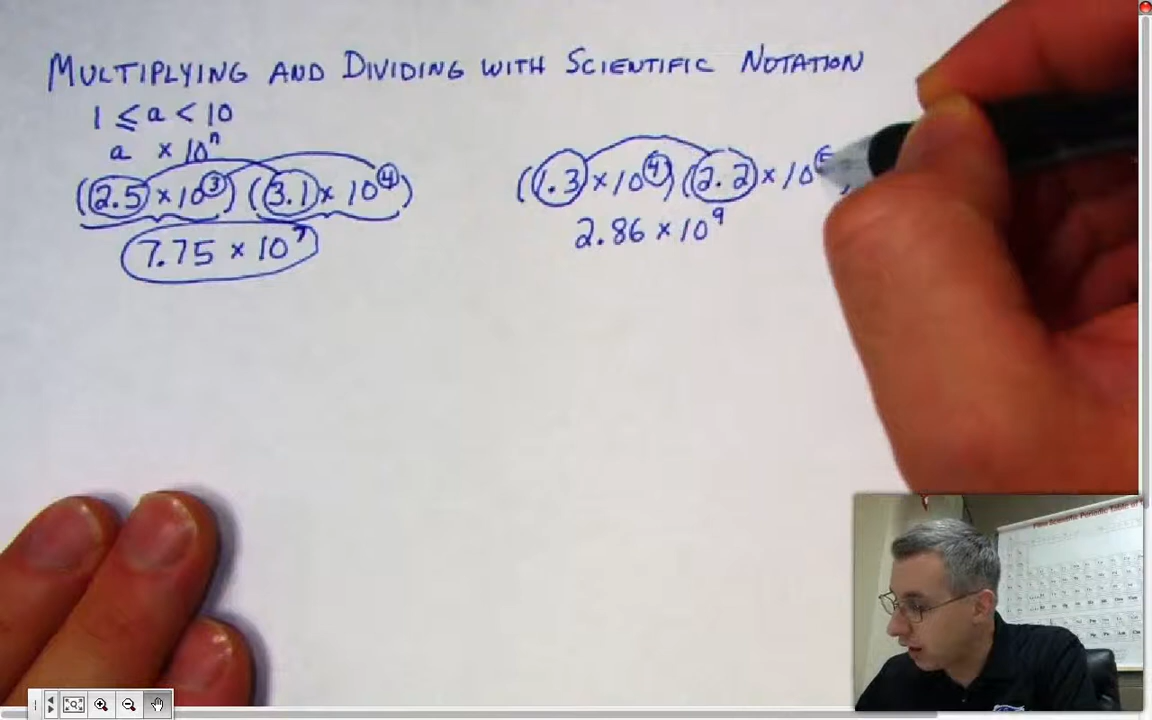 MULTIPLYING AND DIVIDING WITH SCIENTIFIC NOTATION
1 ≤ a < 10
a × 10ⁿ
(2.5 × 10³) (3.1 × 10⁴)
7.75 × 10⁷
(1.3 × 10⁴) (2.2 × 10⁵
2.86 × 10⁹